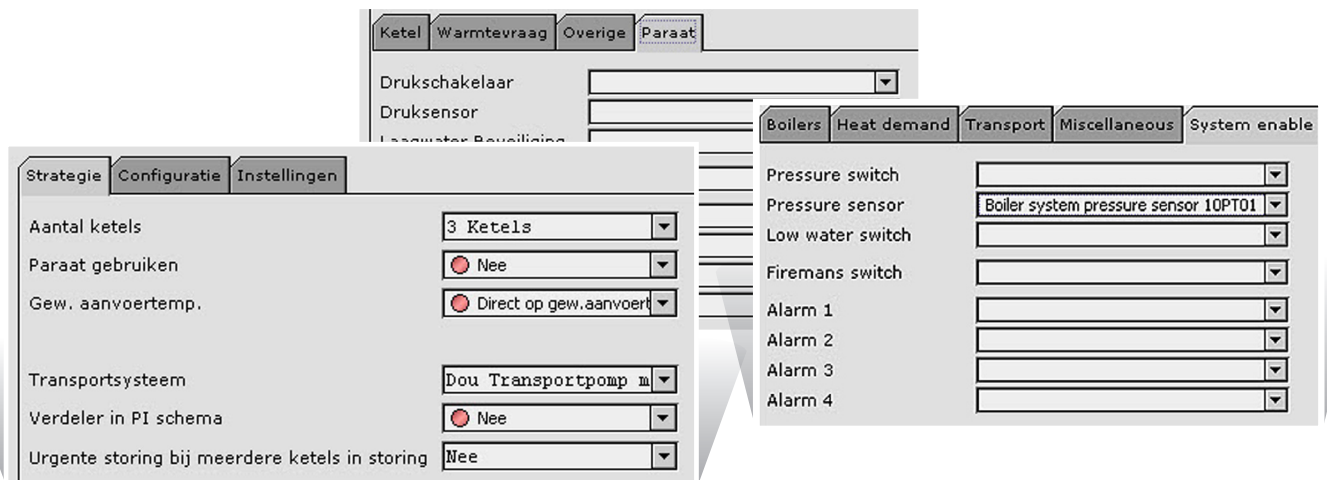 Ketel Warmtevraag Overige Paraat
Drukschakelaar
Druksensor
Laagwater Beveiliging
Boilers Heat demand Transport Miscellaneous System enable
Pressure switch
Pressure sensor Boiler system pressure sensor 10PT01
Low water switch
Firemans switch
Alarm 1
Alarm 2
Alarm 3
Alarm 4
Strategie Configuratie Instellingen
Aantal ketels 3 Ketels
Paraat gebruiken Nee
Gew. aanvoertemp. Direct op gew.aanvoert
Transportsysteem Dou Transportpomp m
Verdeler in PI schema Nee
Urgente storing bij meerdere ketels in storing Nee